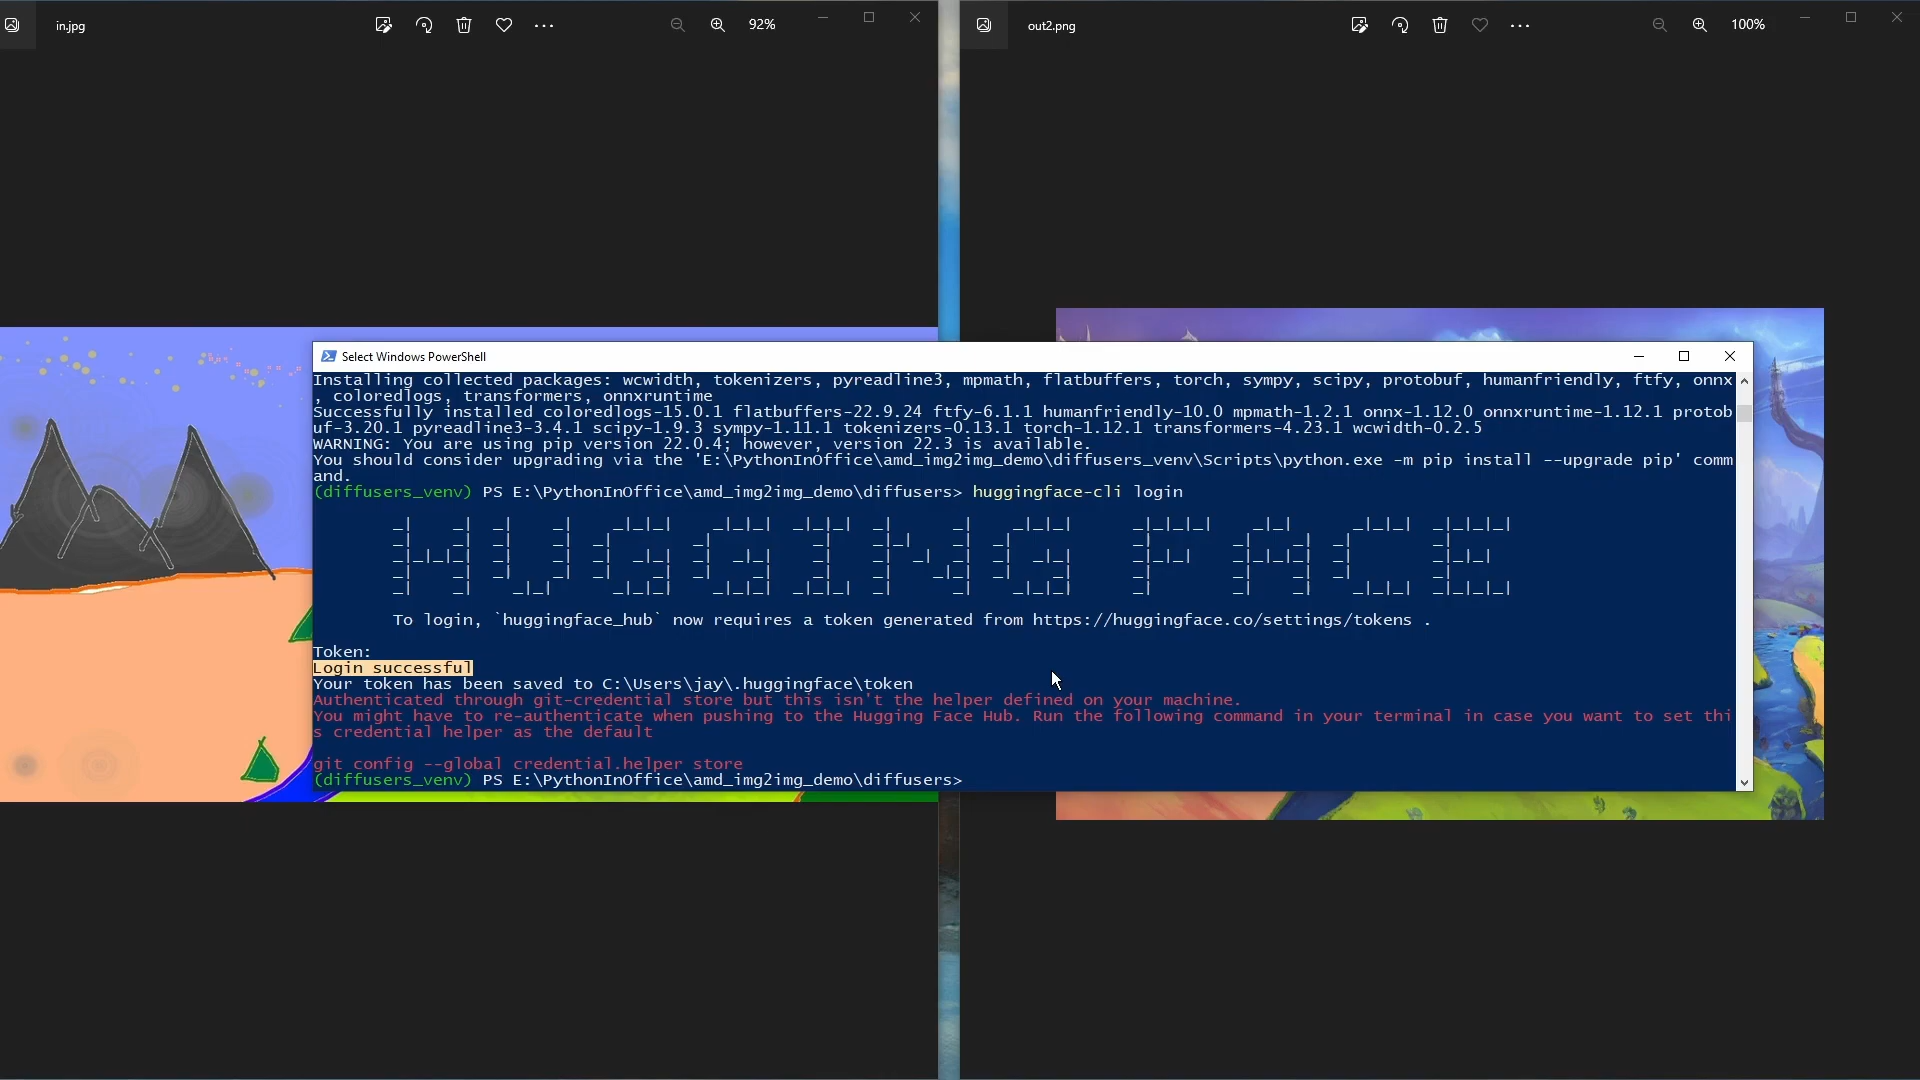 in.jpg
92%
out2.png
100%
Select Windows PowerShell
Installing collected packages: wcwidth, tokenizers, pyreadline3, mpmath, flatbuffers, torch, sympy, scipy, protobuf, humanfriendly, ftfy, onnx
, coloredlogs, transformers, onnxruntime
Successfully installed coloredlogs-15.0.1 flatbuffers-22.9.24 ftfy-6.1.1 humanfriendly-10.0 mpmath-1.2.1 onnx-1.12.0 onnxruntime-1.12.1 protob
uf-3.20.1 pyreadline3-3.4.1 scipy-1.9.3 sympy-1.11.1 tokenizers-0.13.1 torch-1.12.1 transformers-4.23.1 wcwidth-0.2.5
WARNING: You are using pip version 22.0.4; however, version 22.3 is available.
You should consider upgrading via the 'E:\PythonInOffice\amd_img2img_demo\diffusers_venv\Scripts\python.exe -m pip install --upgrade pip' comm
and.
(diffusers_venv) PS E:\PythonInOffice\amd_img2img_demo\diffusers> huggingface-cli login
HUGGING FACE
To login, `huggingface_hub` now requires a token generated from https://huggingface.co/settings/tokens .
Token:
Login successful
Your token has been saved to C:\Users\jay\.huggingface\token
Authenticated through git-credential store but this isn't the helper defined on your machine.
You might have to re-authenticate when pushing to the Hugging Face Hub. Run the following command in your terminal in case you want to set thi
s credential helper as the default
git config --global credential.helper store
(diffusers_venv) PS E:\PythonInOffice\amd_img2img_demo\diffusers>